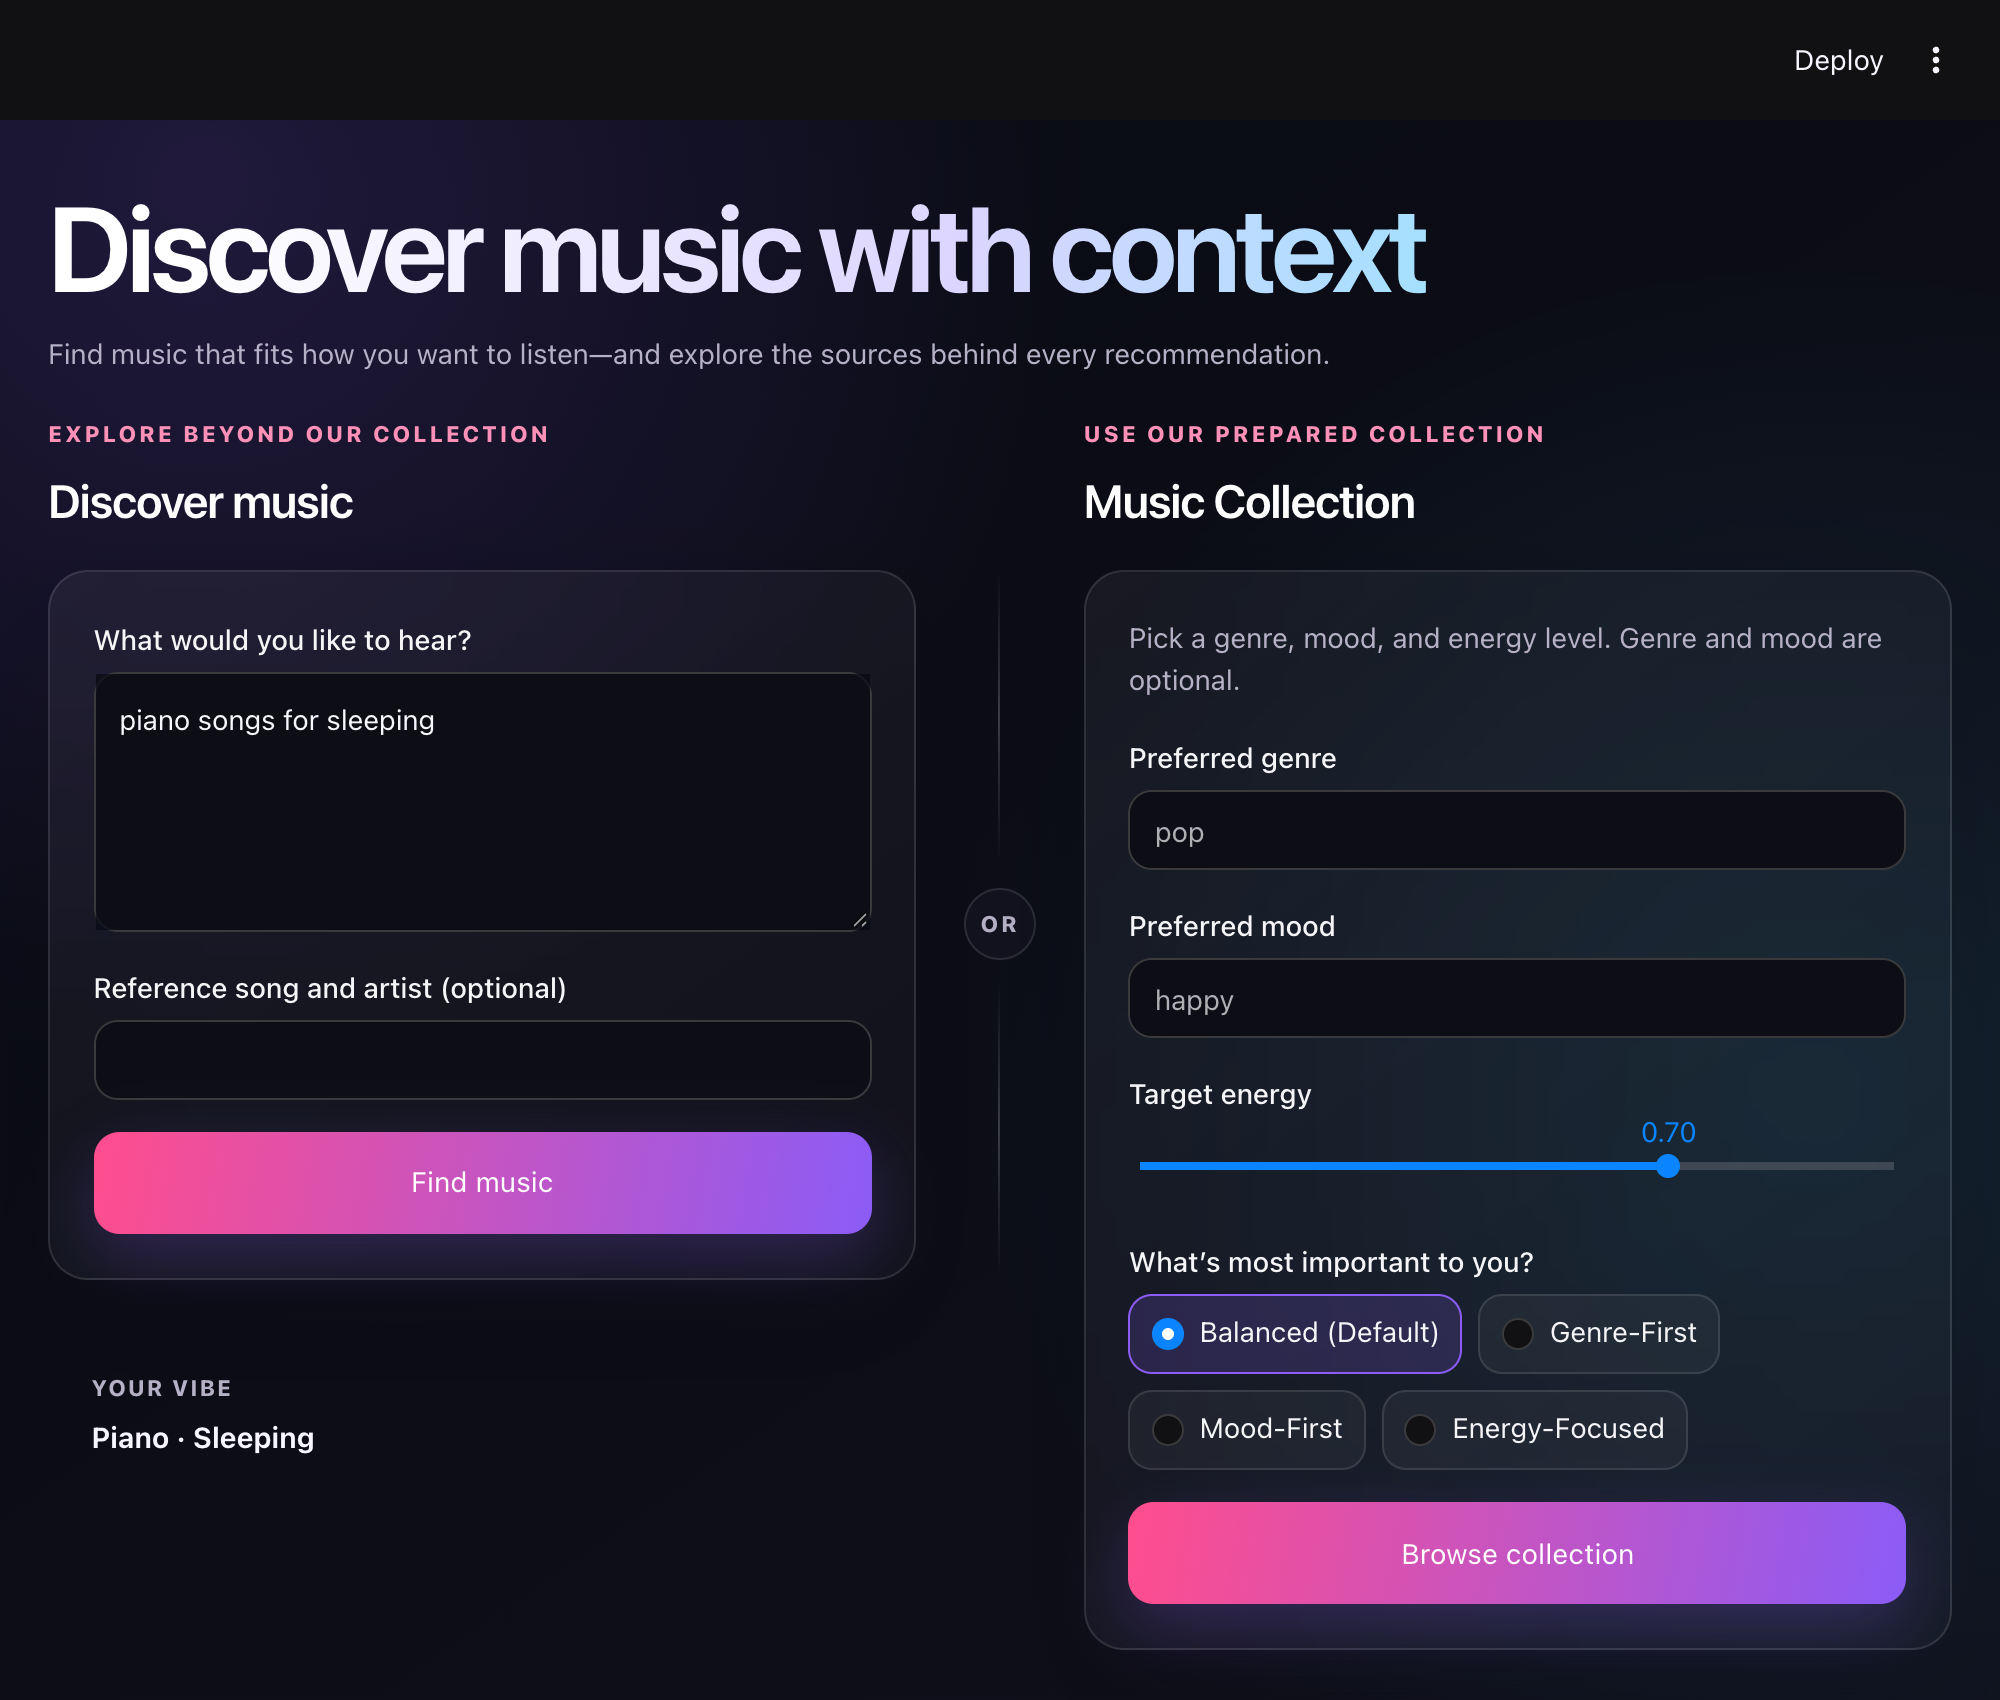 Deploy
Discover music with context
Find music that fits how you want to listen—and explore the sources behind every recommendation.
EXPLORE BEYOND OUR COLLECTION
Discover music
What would you like to hear?
piano songs for sleeping
Reference song and artist (optional)
Find music
YOUR VIBE
Piano · Sleeping
OR
USE OUR PREPARED COLLECTION
Music Collection
Pick a genre, mood, and energy level. Genre and mood are
optional.
Preferred genre
pop
Preferred mood
happy
Target energy
0.70
What’s most important to you?
Balanced (Default)
Genre-First
Mood-First
Energy-Focused
Browse collection